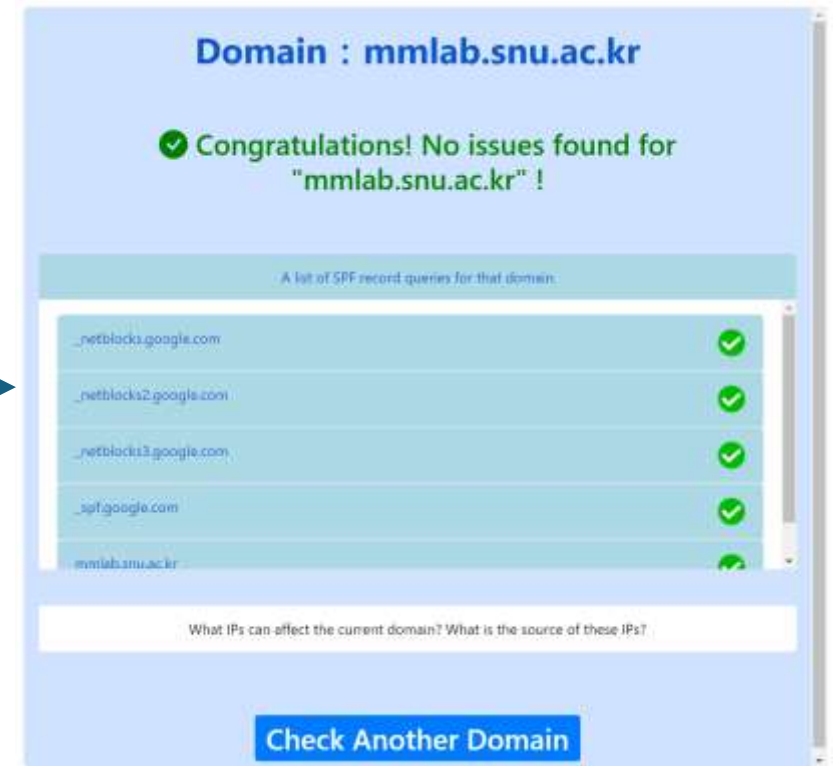 Domain : mmlab.snu.ac.kr
Congratulations! No issues found for
"mmlab.snu.ac.kr" !
A list of SPF record queries for that domain
_netblocks.google.com
_netblocks2.google.com
_netblocks3.google.com
_spf.google.com
mmlab.snu.ac.kr
What IPs can affect the current domain? What is the source of these IPs?
Check Another Domain